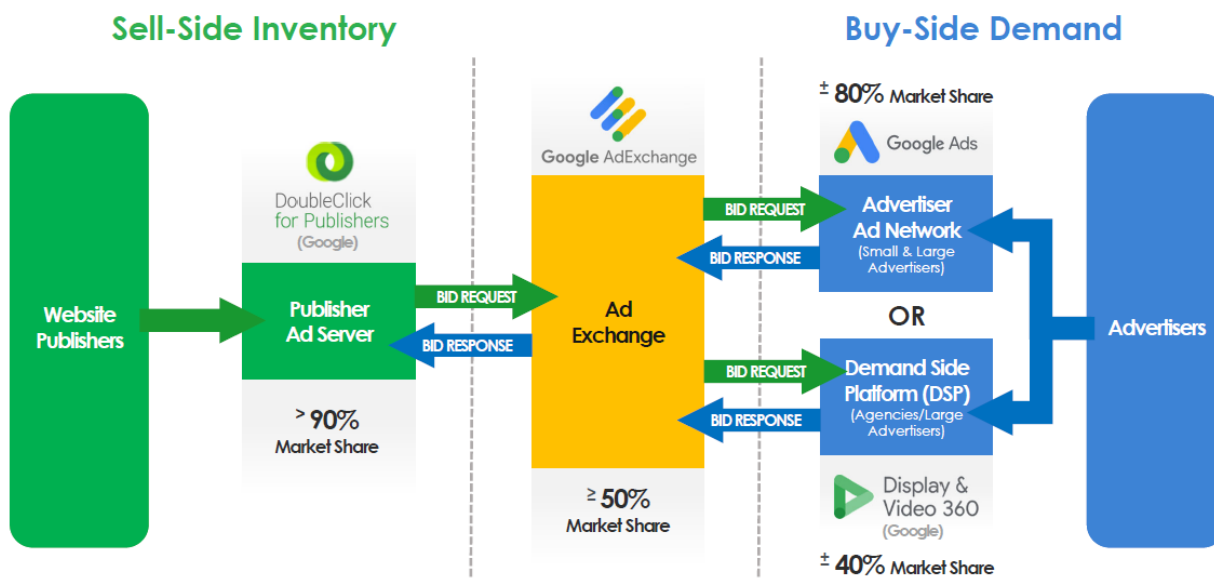 Sell-Side Inventory
Buy-Side Demand
Website
Publishers
DoubleClick
for Publishers
(Google)
Publisher
Ad Server
> 90%
Market Share
BID REQUEST
BID RESPONSE
Google AdExchange
Ad
Exchange
≥ 50%
Market Share
BID REQUEST
BID RESPONSE
BID REQUEST
BID RESPONSE
± 80% Market Share
Google Ads
Advertiser
Ad Network
(Small & Large
Advertisers)
OR
Demand Side
Platform (DSP)
(Agencies/Large
Advertisers)
Display &
Video 360
(Google)
± 40% Market Share
Advertisers